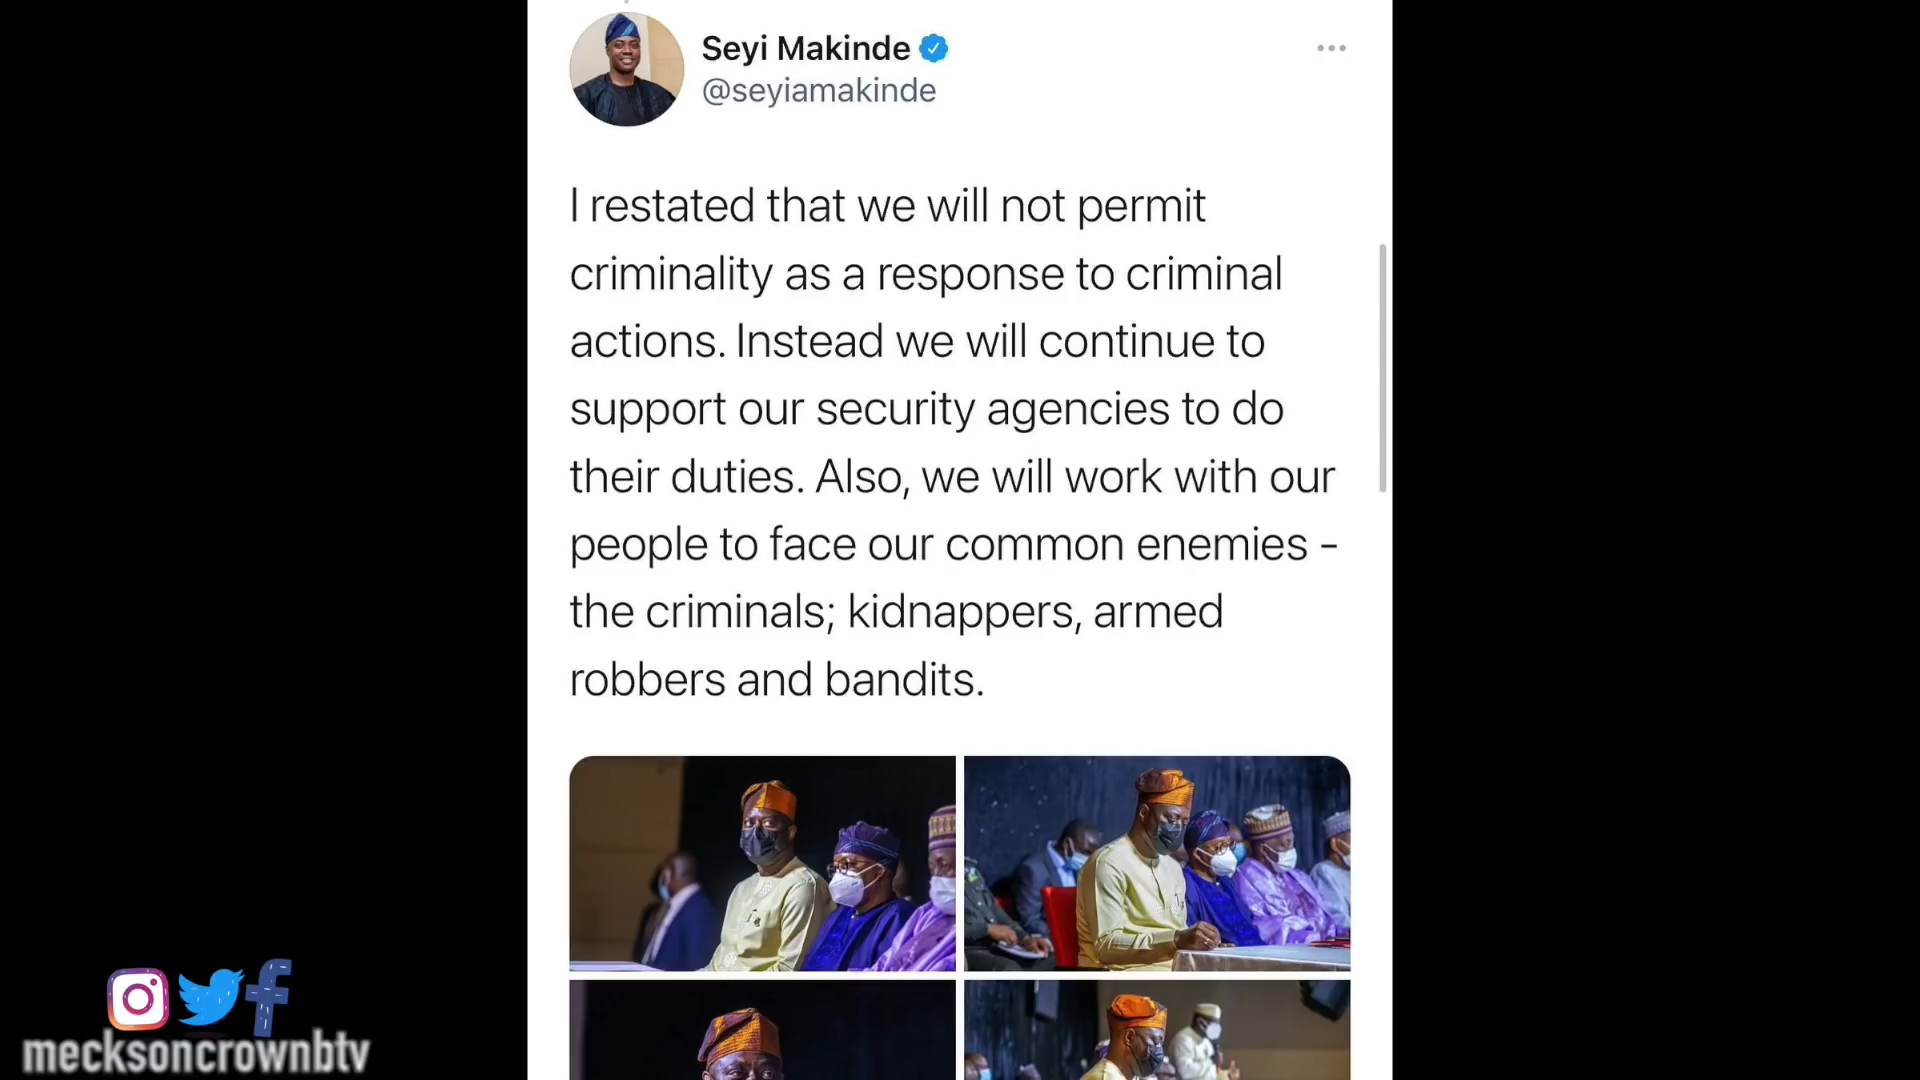 Seyi Makinde
@seyiamakinde
I restated that we will not permit
criminality as a response to criminal
actions. Instead we will continue to
support our security agencies to do
their duties. Also, we will work with our
people to face our common enemies -
the criminals; kidnappers, armed
robbers and bandits.
mecksoncrownbtv